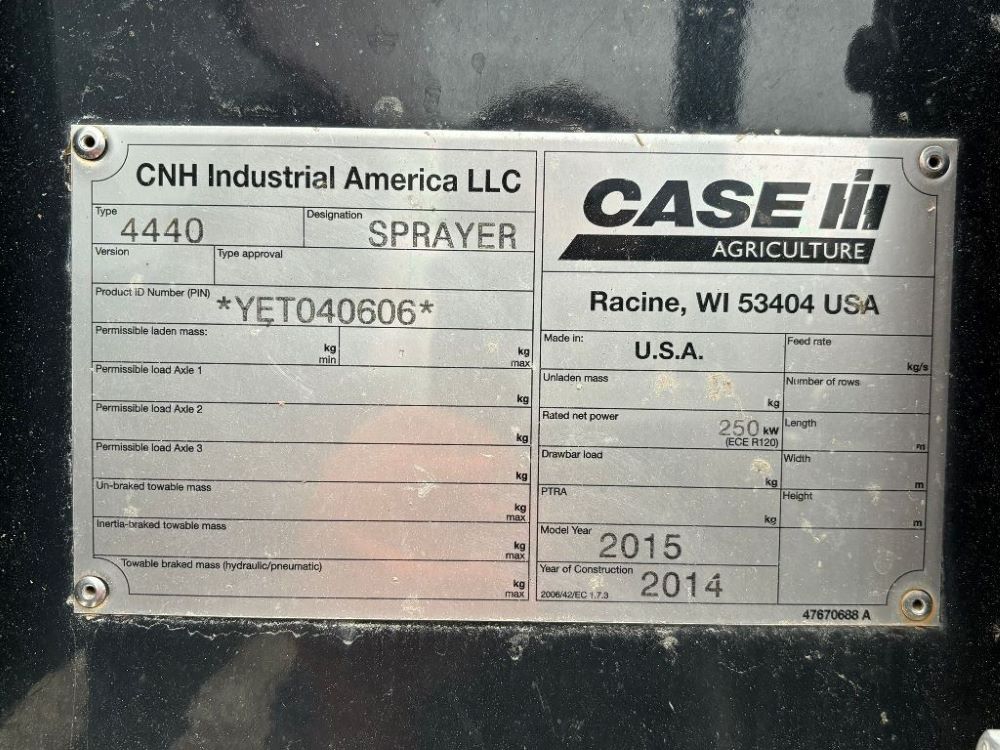 CNH Industrial America LLC
Type
4440
Designation
SPRAYER
Version
Type approval
Product ID Number (PIN)
*YET040606*
Permissible laden mass:
kg
min
kg
max
Permissible load Axle 1
kg
Permissible load Axle 2
kg
Permissible load Axle 3
kg
Un-braked towable mass
kg
max
Inertia-braked towable mass
kg
max
Towable braked mass (hydraulic/pneumatic)
kg
max
CASE IH
AGRICULTURE
Racine, WI 53404 USA
Made in:
U.S.A.
Feed rate
kg/s
Unladen mass
kg
Number of rows
Rated net power
250 kW
(ECE R120)
Length
m
Drawbar load
kg
Width
m
PTRA
kg
Height
m
Model Year
2015
Year of Construction
2006/42/EC 1.7.3
2014
47670688 A